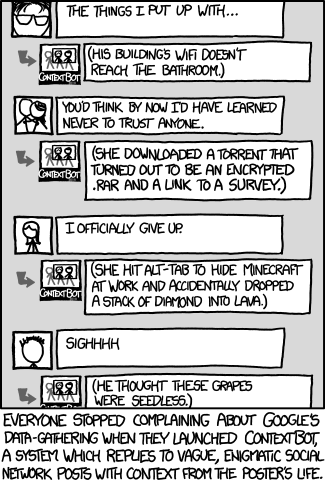 THE THINGS I PUT UP WITH...
(HIS BUILDING'S WIFI DOESN'T
REACH THE BATHROOM.)
CONTEXTBOT
YOU'D THINK BY NOW I'D HAVE LEARNED
NEVER TO TRUST ANYONE.
(SHE DOWNLOADED A TORRENT THAT
TURNED OUT TO BE AN ENCRYPTED
.RAR AND A LINK TO A SURVEY.)
CONTEXTBOT
I OFFICIALLY GIVE UP.
(SHE HIT ALT-TAB TO HIDE MINECRAFT
AT WORK AND ACCIDENTALLY DROPPED
A STACK OF DIAMOND INTO LAVA.)
CONTEXTBOT
SIGHHHH
(HE THOUGHT THESE GRAPES
WERE SEEDLESS.)
CONTEXTBOT
EVERYONE STOPPED COMPLAINING ABOUT GOOGLE'S
DATA-GATHERING WHEN THEY LAUNCHED CONTEXTBOT,
A SYSTEM WHICH REPLIES TO VAGUE, ENIGMATIC SOCIAL
NETWORK POSTS WITH CONTEXT FROM THE POSTER'S LIFE.